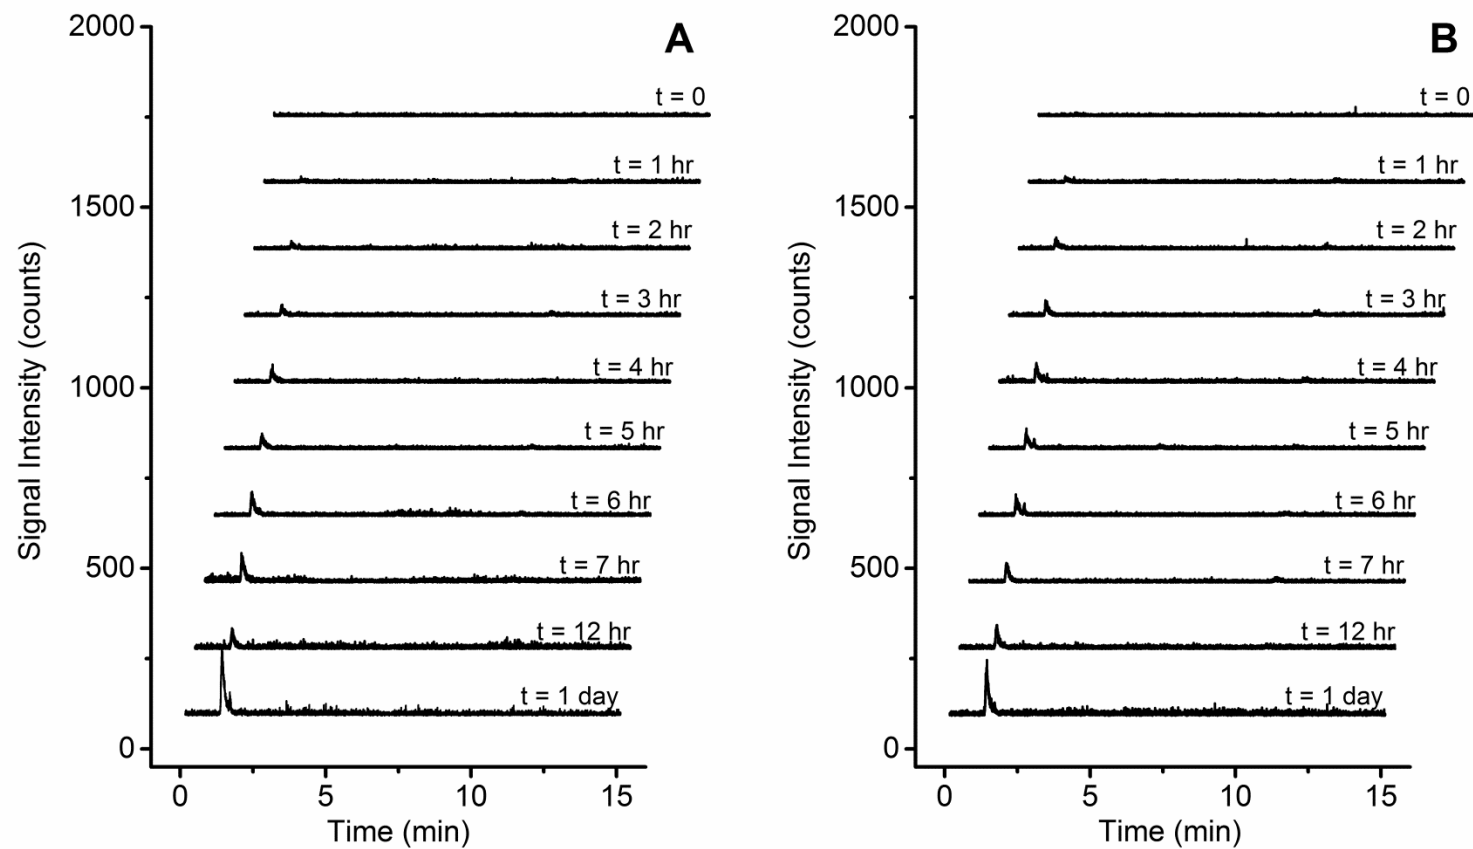 A
2000
1500
1000
500
0
Signal Intensity (counts)
t = 0
t = 1 hr
t = 2 hr
t = 3 hr
t = 4 hr
t = 5 hr
t = 6 hr
t = 7 hr
t = 12 hr
t = 1 day
0 5 10 15
Time (min)
B
2000
1500
1000
500
0
Signal Intensity (counts)
t = 0
t = 1 hr
t = 2 hr
t = 3 hr
t = 4 hr
t = 5 hr
t = 6 hr
t = 7 hr
t = 12 hr
t = 1 day
0 5 10 15
Time (min)